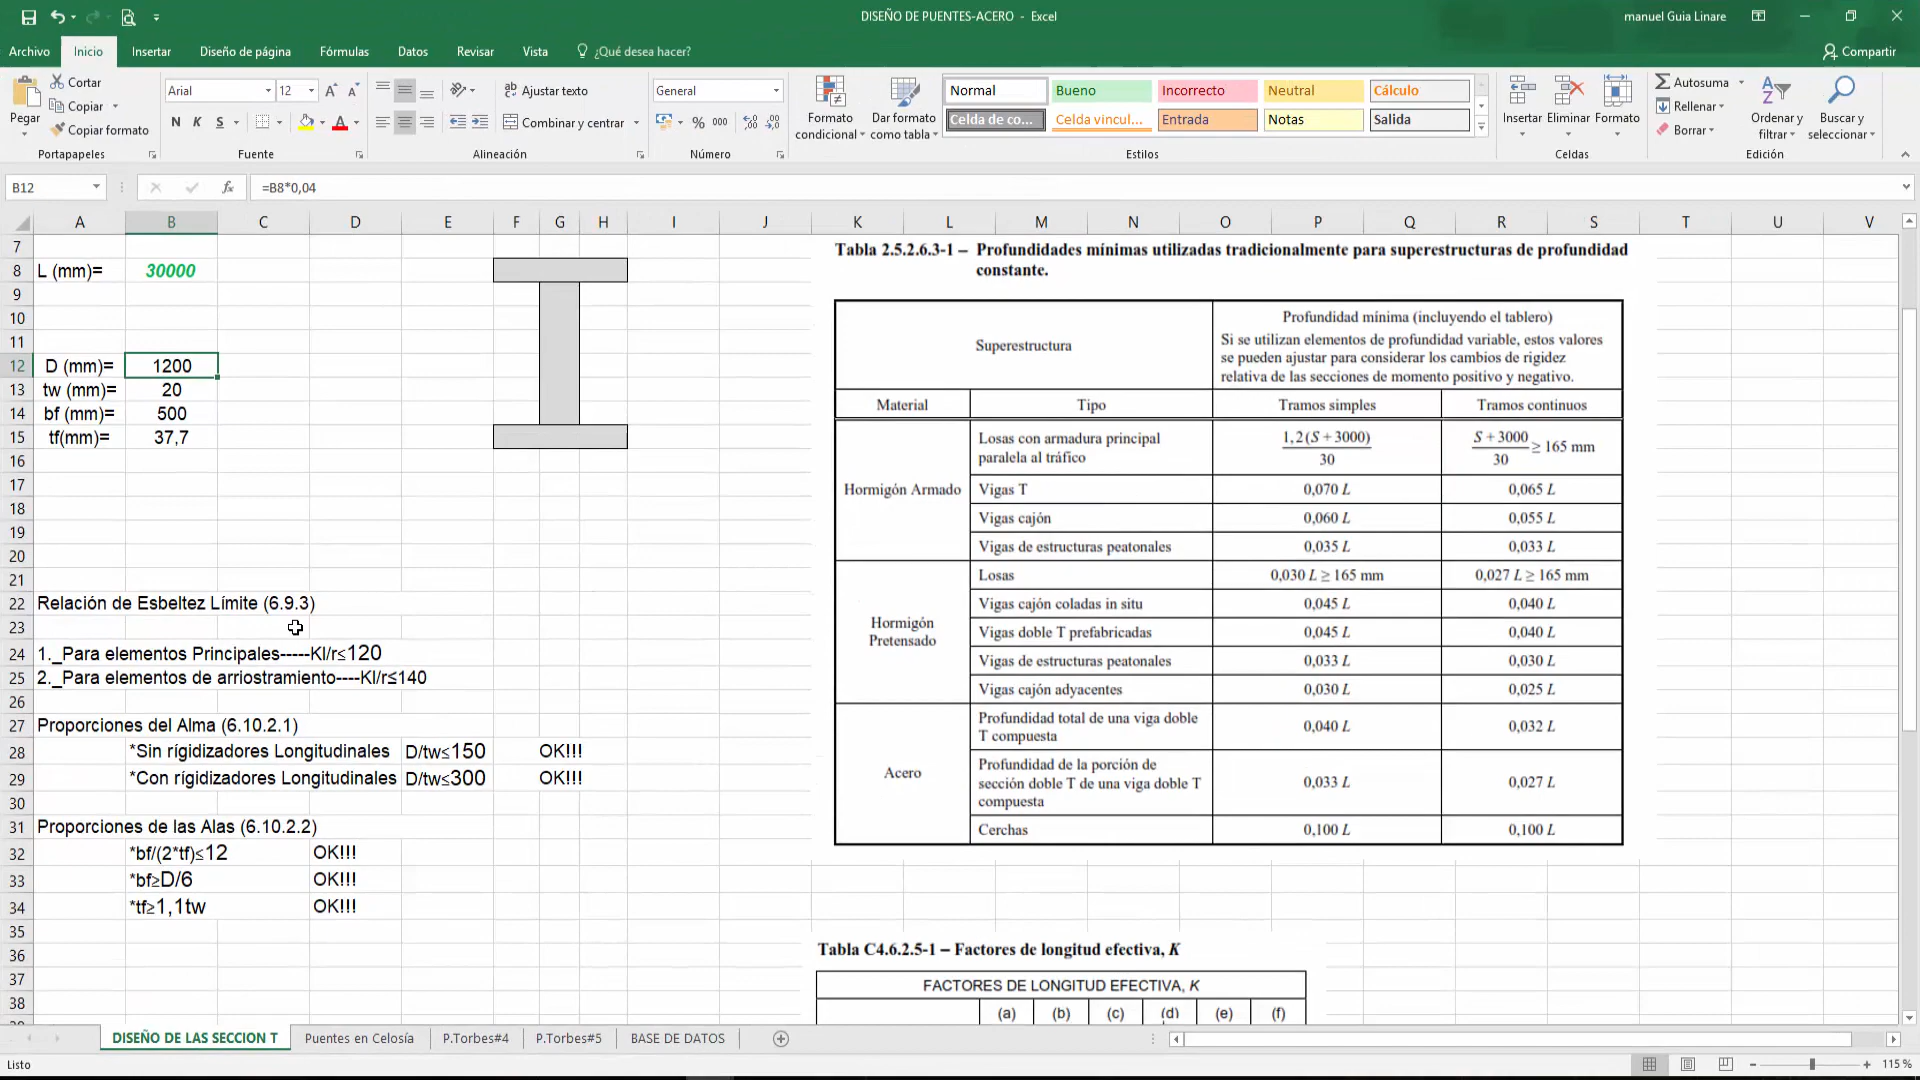 DISEÑO DE PUENTES-ACERO - Excel
manuel Guia Linare
Archivo Inicio Insertar Diseño de página Fórmulas Datos Revisar Vista ¿Qué desea hacer? Compartir
Pegar Cortar Copiar Copiar formato Portapapeles
Arial 12 N K S Fuente
Ajustar texto
Combinar y centrar
Alineación
General
% 000
Número
Formato condicional
Dar formato como tabla
Normal Bueno Incorrecto Neutral Cálculo
Celda de co... Celda vincul... Entrada Notas Salida
Estilos
Insertar Eliminar Formato
Celdas
Autosuma
Rellenar
Borrar
Ordenar y filtrar
Buscar y seleccionar
Edición
B12 fx =B8*0,04
A B C D E F G H I J K L M N O P Q R S T U V
7
8 L (mm)= 30000
9
10
11
12 D (mm)= 1200
13 tw (mm)= 20
14 bf (mm)= 500
15 tf(mm)= 37,7
16
17
18
19
20
21
22 Relación de Esbeltez Límite (6.9.3)
23
24 1._Para elementos Principales-----Kl/r≤120
25 2._Para elementos de arriostramiento----Kl/r≤140
26
27 Proporciones del Alma (6.10.2.1)
28 *Sin rígidizadores Longitudinales D/tw≤150 OK!!!
29 *Con rígidizadores Longitudinales D/tw≤300 OK!!!
30
31 Proporciones de las Alas (6.10.2.2)
32 *bf/(2*tf)≤12 OK!!!
33 *bf≥D/6 OK!!!
34 *tf≥1,1tw OK!!!
35
36
37
38
Tabla 2.5.2.6.3-1 – Profundidades mínimas utilizadas tradicionalmente para superestructuras de profundidad
constante.
Superestructura
Profundidad mínima (incluyendo el tablero)
Si se utilizan elementos de profundidad variable, estos valores
se pueden ajustar para considerar los cambios de rigidez
relativa de las secciones de momento positivo y negativo.
Material Tipo Tramos simples Tramos continuos
Hormigón Armado
Losas con armadura principal
paralela al tráfico
1,2(S+3000)
30
S+3000
30
≥ 165 mm
Vigas T 0,070 L 0,065 L
Vigas cajón 0,060 L 0,055 L
Vigas de estructuras peatonales 0,035 L 0,033 L
Hormigón
Pretensado
Losas 0,030 L ≥ 165 mm 0,027 L ≥ 165 mm
Vigas cajón coladas in situ 0,045 L 0,040 L
Vigas doble T prefabricadas 0,045 L 0,040 L
Vigas de estructuras peatonales 0,033 L 0,030 L
Vigas cajón adyacentes 0,030 L 0,025 L
Acero
Profundidad total de una viga doble
T compuesta
0,040 L 0,032 L
Profundidad de la porción de
sección doble T de una viga doble T
compuesta
0,033 L 0,027 L
Cerchas 0,100 L 0,100 L
Tabla C4.6.2.5-1 – Factores de longitud efectiva, K
FACTORES DE LONGITUD EFECTIVA, K
(a) (b) (c) (d) (e) (f)
DISEÑO DE LAS SECCION T Puentes en Celosía P.Torbes#4 P.Torbes#5 BASE DE DATOS
Listo
115 %